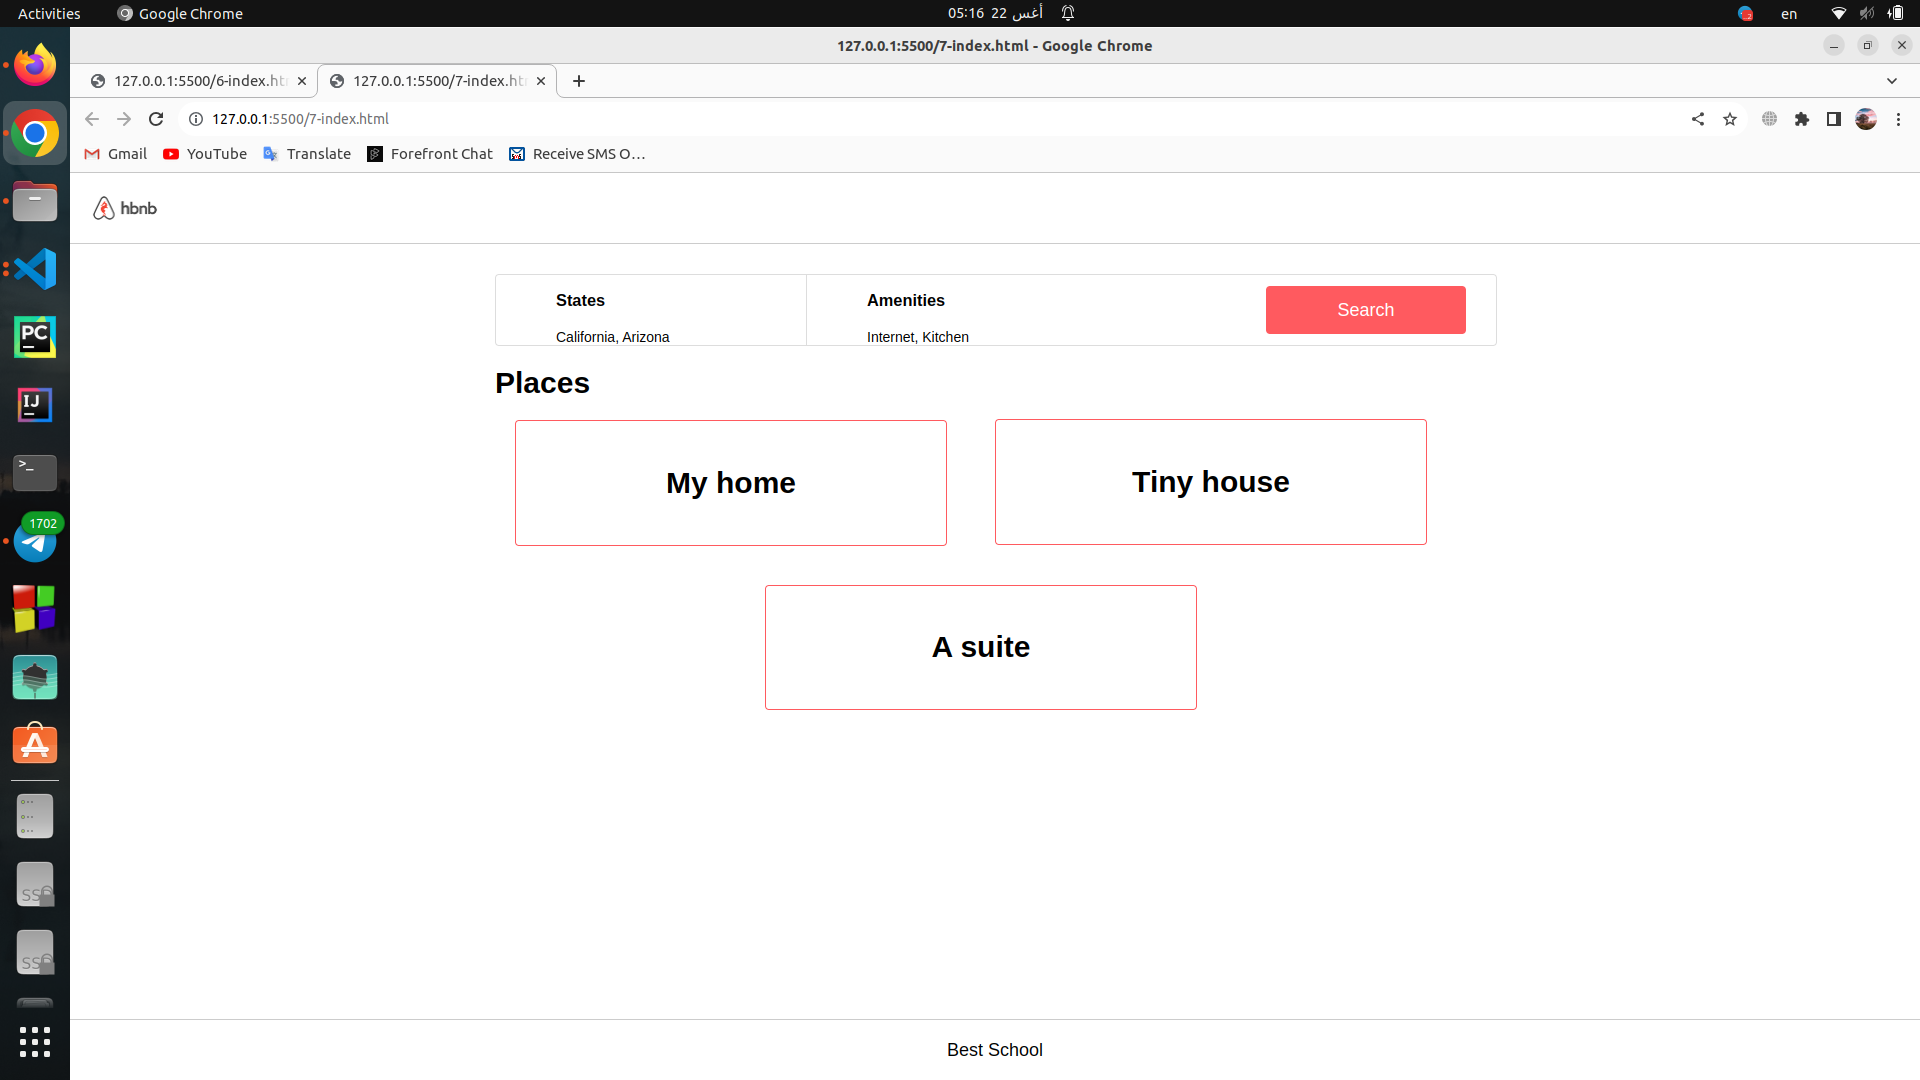 Activities
Google Chrome
05:16 22 أغس
en
127.0.0.1:5500/7-index.html - Google Chrome
127.0.0.1:5500/6-index.ht
127.0.0.1:5500/7-index.ht
127.0.0.1:5500/7-index.html
Gmail
YouTube
Translate
Forefront Chat
Receive SMS O…
hbnb
States
California, Arizona
Amenities
Internet, Kitchen
Search
Places
My home
Tiny house
A suite
Best School
PC
IJ
>_
1702
SS
SS